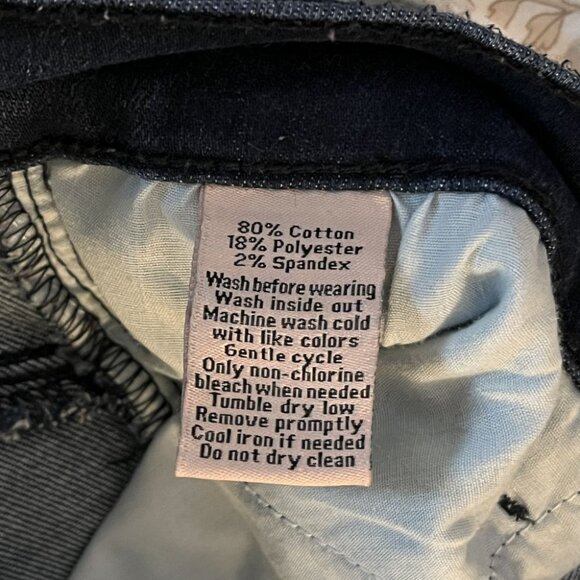 80% Cotton
18% Polyester
2% Spandex
Wash before wearing
Wash inside out
Machine wash cold
with like colors
Gentle cycle
Only non-chlorine
bleach when needed
Tumble dry low
Remove promptly
Cool iron if needed
Do not dry clean